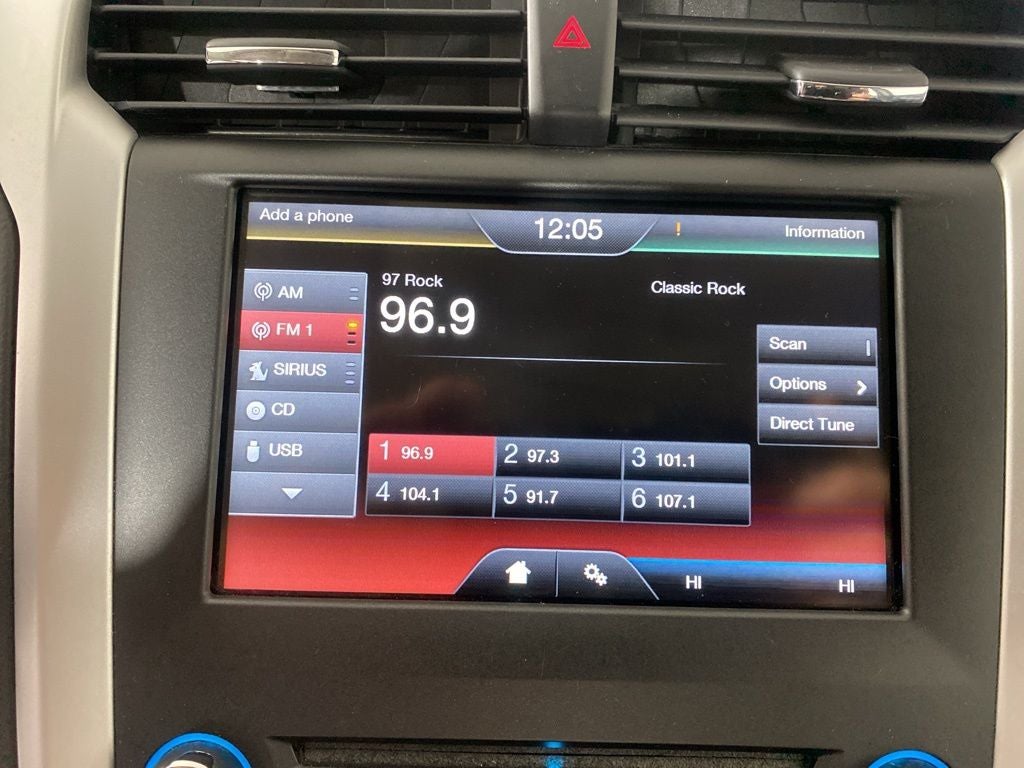 Add a phone
12:05
!
Information
AM
FM 1
SIRIUS
CD
USB
97 Rock
96.9
Classic Rock
Scan
Options
Direct Tune
1 96.9
2 97.3
3 101.1
4 104.1
5 91.7
6 107.1
HI
HI